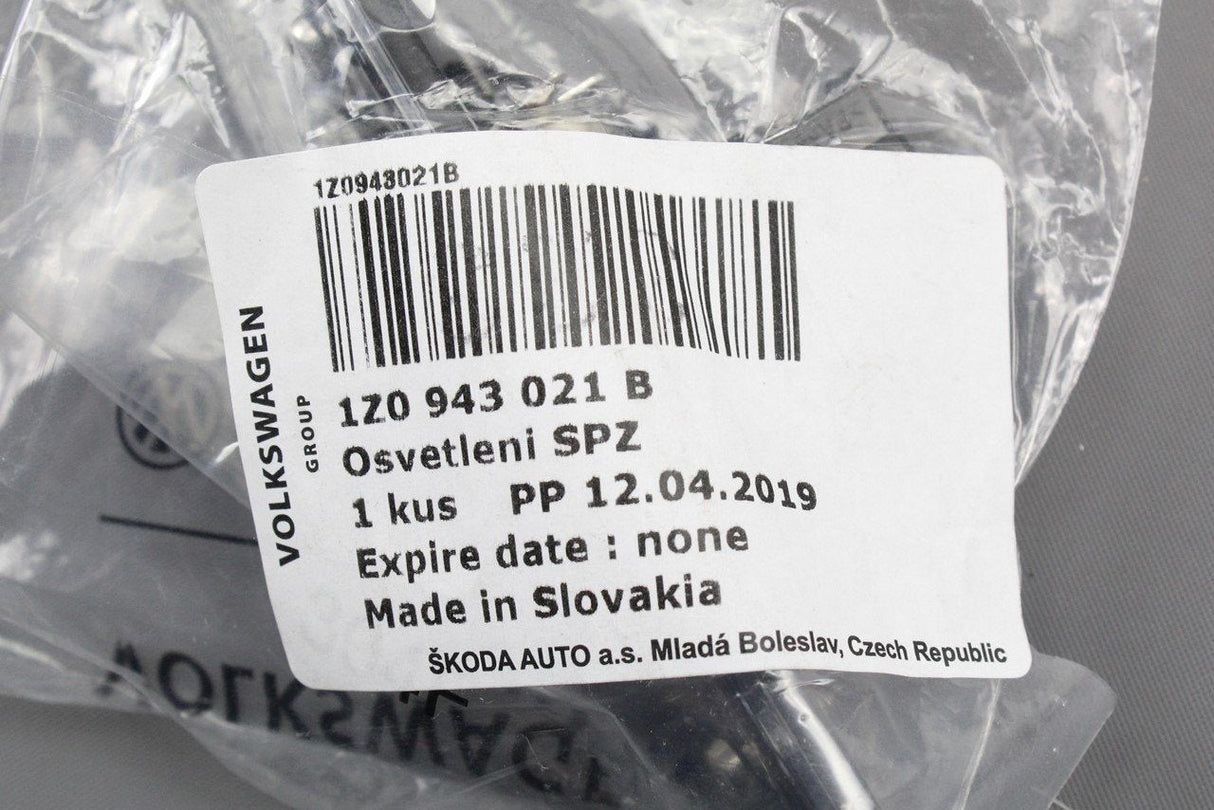 1Z0943021B
VOLKSWAGEN
GROUP
1Z0 943 021 B
Osvetleni SPZ
1 kus PP 12.04.2019
Expire date : none
Made in Slovakia
ŠKODA AUTO a.s. Mladá Boleslav, Czech Republic